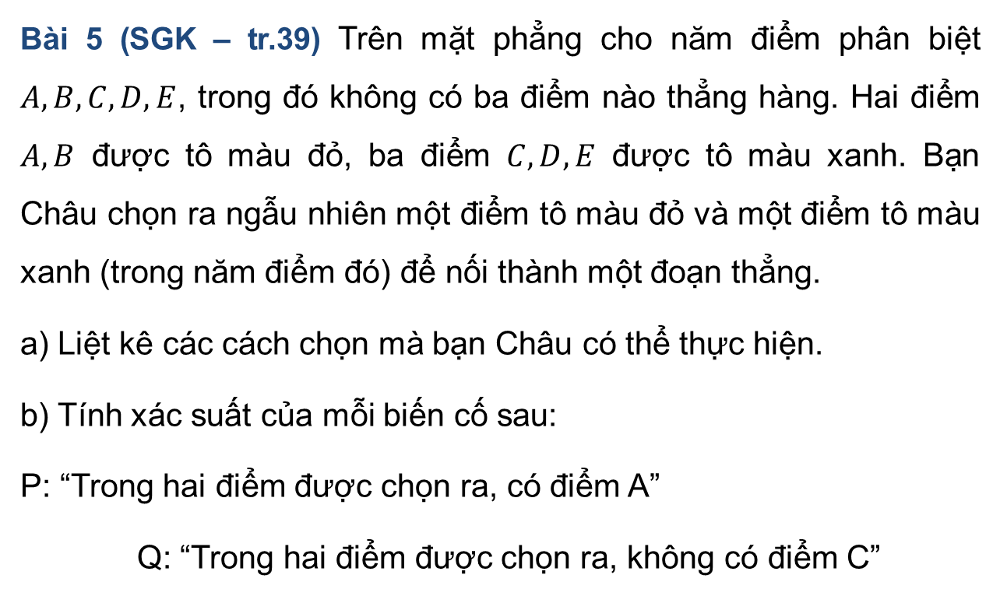 Bài 5 (SGK – tr.39) Trên mặt phẳng cho năm điểm phân biệt
A, B, C, D, E, trong đó không có ba điểm nào thẳng hàng. Hai điểm
A, B được tô màu đỏ, ba điểm C, D, E được tô màu xanh. Bạn
Châu chọn ra ngẫu nhiên một điểm tô màu đỏ và một điểm tô màu
xanh (trong năm điểm đó) để nối thành một đoạn thẳng.
a) Liệt kê các cách chọn mà bạn Châu có thể thực hiện.
b) Tính xác suất của mỗi biến cố sau:
P: “Trong hai điểm được chọn ra, có điểm A”
Q: “Trong hai điểm được chọn ra, không có điểm C”